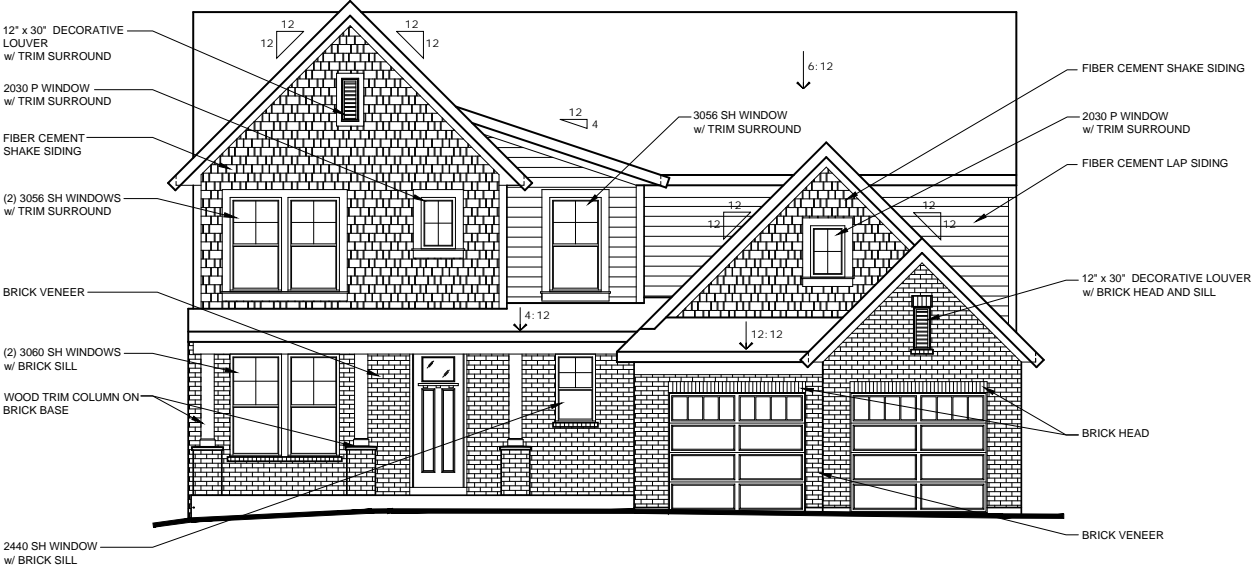 12" x 30" DECORATIVE
LOUVER
w/ TRIM SURROUND
2030 P WINDOW
w/ TRIM SURROUND
FIBER CEMENT
SHAKE SIDING
(2) 3056 SH WINDOWS
w/ TRIM SURROUND
BRICK VENEER
(2) 3060 SH WINDOWS
w/ BRICK SILL
WOOD TRIM COLUMN ON
BRICK BASE
2440 SH WINDOW
w/ BRICK SILL
12
12
12
12
12
4
3056 SH WINDOW
w/ TRIM SURROUND
6:12
12
12
12
12
4:12
12:12
FIBER CEMENT SHAKE SIDING
2030 P WINDOW
w/ TRIM SURROUND
FIBER CEMENT LAP SIDING
12" x 30" DECORATIVE LOUVER
w/ BRICK HEAD AND SILL
BRICK HEAD
BRICK VENEER